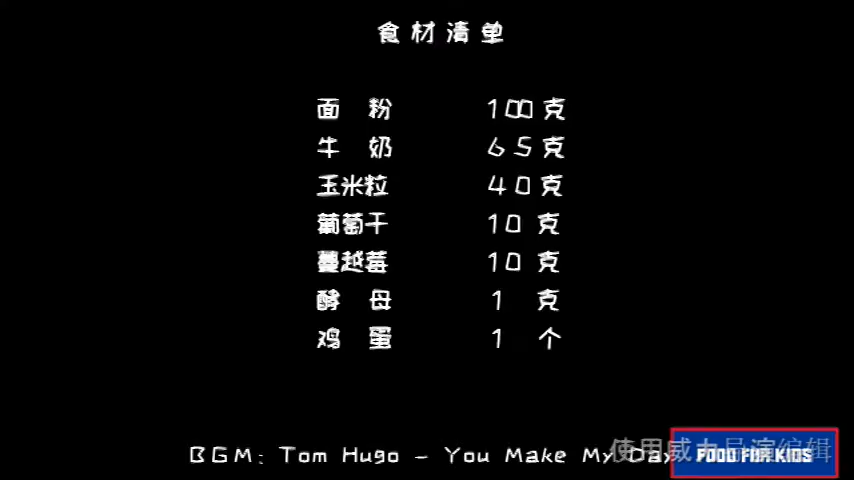 食材清单
面粉 100克
牛奶 65克
玉米粒 40克
葡萄干 10克
蔓越莓 10克
酵母 1克
鸡蛋 1个
BGM: Tom Hugo - You Make My Day
使用威力导演编辑
FOOD FOR KIDS